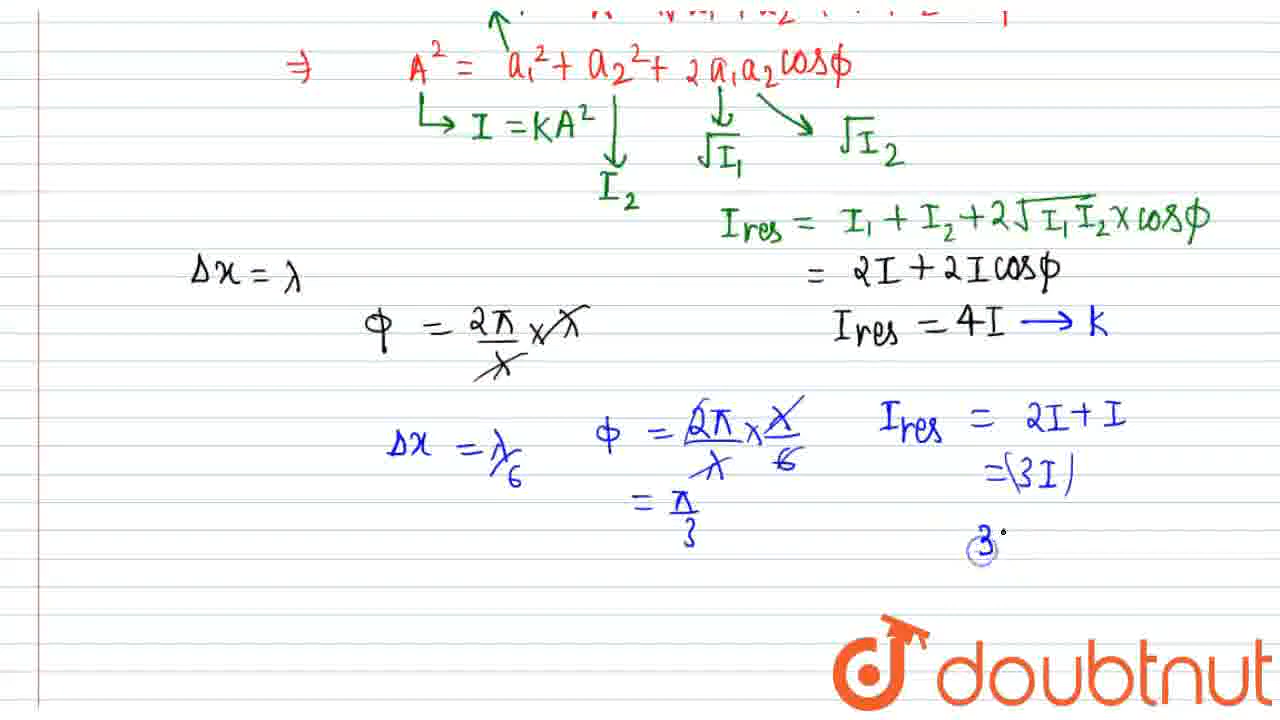 ⇒ A² = a₁² + a₂² + 2a₁a₂cosϕ
I = KA²
√I₁
√I₂
I₂
Ires = I₁ + I₂ + 2√I₁I₂ × cosϕ
Δx = λ
= 2I + 2I cosϕ
ϕ = 2π/λ × λ
Ires = 4I → K
Δx = λ/6
ϕ = 2π/λ × λ/6
Ires = 2I + I
= π/3
= (3I)
3
doubtnut